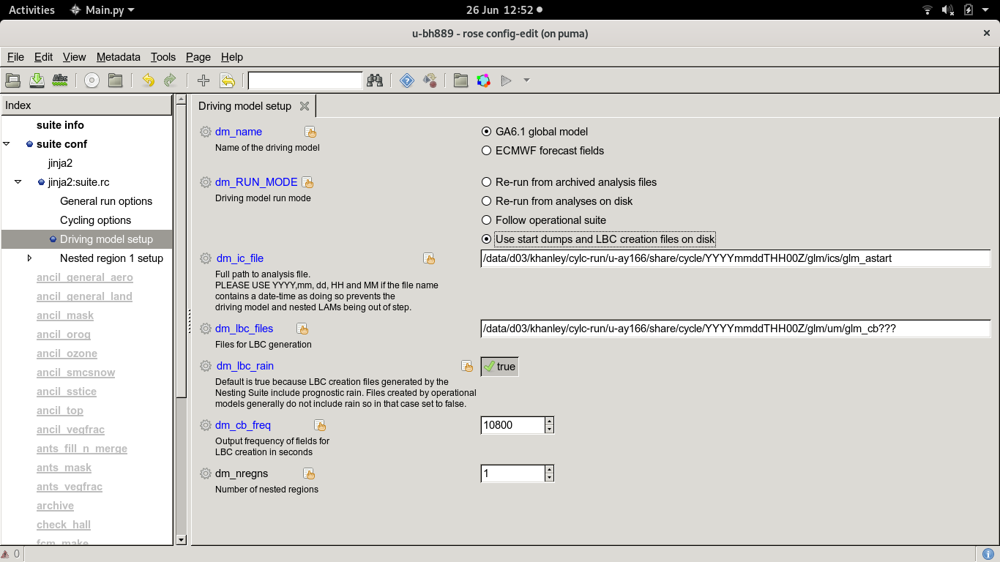 Activities Main.py 26 Jun 12:52
u-bh889 - rose config-edit (on puma)
File Edit View Metadata Tools Page Help
Abc
Index
suite info
suite conf
jinja2
jinja2:suite.rc
General run options
Cycling options
Driving model setup
Nested region 1 setup
ancil_general_aero
ancil_general_land
ancil_mask
ancil_orog
ancil_ozone
ancil_smcsnow
ancil_sstice
ancil_top
ancil_vegfrac
ants_fill_n_merge
ants_mask
ants_vegfrac
archive
check_hall
fcm_make
Driving model setup
dm_name
Name of the driving model
GA6.1 global model
ECMWF forecast fields
dm_RUN_MODE
Driving model run mode
Re-run from archived analysis files
Re-run from analyses on disk
Follow operational suite
Use start dumps and LBC creation files on disk
dm_ic_file
/data/d03/khanley/cylc-run/u-ay166/share/cycle/YYYYmmddTHH00Z/glm/ics/glm_astart
Full path to analysis file.
PLEASE USE YYYY,mm, dd, HH and MM if the file name
contains a date-time as doing so prevents the
driving model and nested LAMs being out of step.
dm_lbc_files
/data/d03/khanley/cylc-run/u-ay166/share/cycle/YYYYmmddTHH00Z/glm/um/glm_cb???
Files for LBC generation
dm_lbc_rain
true
Default is true because LBC creation files generated by the
Nesting Suite include prognostic rain. Files created by operational
models generally do not include rain so in that case set to false.
dm_cb_freq
10800
Output frequency of fields for
LBC creation in seconds
dm_nregns
1
Number of nested regions
0